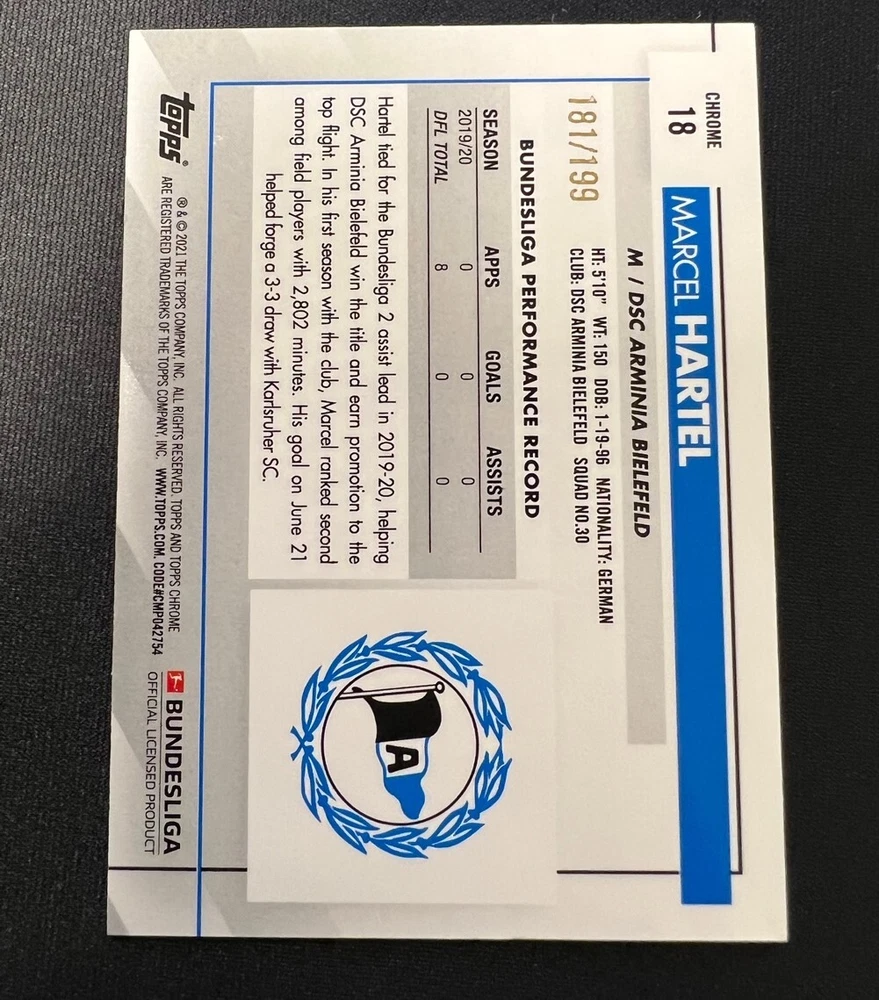 CHROME
18
MARCEL HARTEL
M / DSC ARMINIA BIELEFELD
181/199
HT: 5'10" WT: 150 DOB: 1-19-96 NATIONALITY: GERMAN
CLUB: DSC ARMINIA BIELEFELD SQUAD NO.30
BUNDESLIGA PERFORMANCE RECORD
SEASON APPS GOALS ASSISTS
2019/20 0 0 0
DFL TOTAL 8 0 0
Hartel tied for the Bundesliga 2 assist lead in 2019-20, helping
DSC Arminia Bielefeld win the title and earn promotion to the
top flight. In his first season with the club, Marcel ranked second
among field players with 2,802 minutes. His goal on June 21
helped forge a 3-3 draw with Karlsruher SC.
A
topps®
® & © 2021 THE TOPPS COMPANY, INC. ALL RIGHTS RESERVED. TOPPS AND TOPPS CHROME
ARE REGISTERED TRADEMARKS OF THE TOPPS COMPANY, INC. WWW.TOPPS.COM. CODE#CMP042754
BUNDESLIGA
OFFICIAL LICENSED PRODUCT